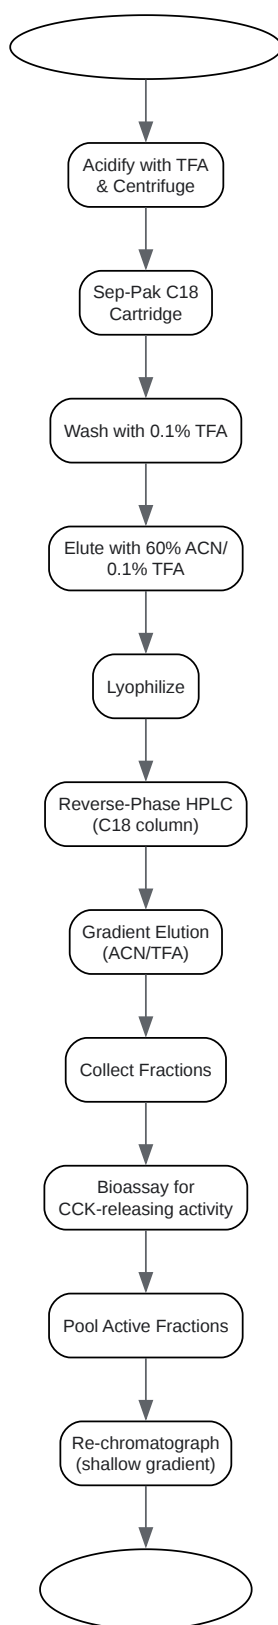 Acidify with TFA
& Centrifuge
Sep-Pak C18
Cartridge
Wash with 0.1% TFA
Elute with 60% ACN/
0.1% TFA
Lyophilize
Reverse-Phase HPLC
(C18 column)
Gradient Elution
(ACN/TFA)
Collect Fractions
Bioassay for
CCK-releasing activity
Pool Active Fractions
Re-chromatograph
(shallow gradient)